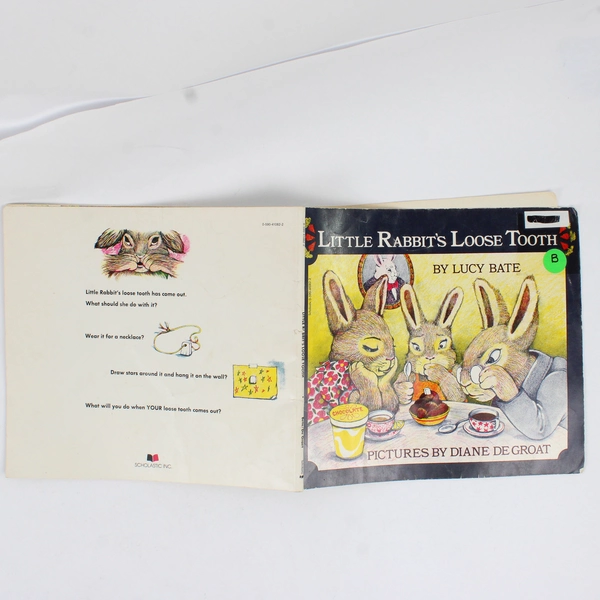 Little Rabbit's loose tooth has come out.
What should she do with it?
Wear it for a necklace?
Draw stars around it and hang it on the wall?
What will you do when YOUR loose tooth comes out?
SCHOLASTIC INC.
LITTLE RABBIT'S LOOSE TOOTH
B
BY LUCY BATE
CHOCOLATE
PICTURES BY DIANE DE GROAT